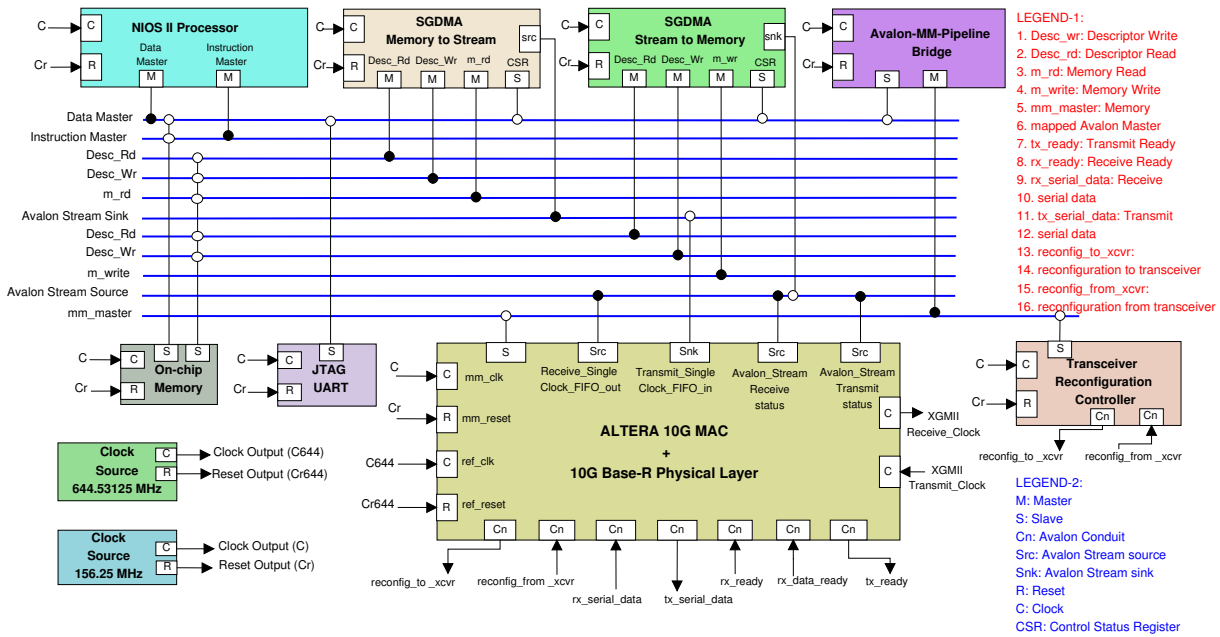 NIOS II Processor
C
C
Cr
R
Data
Master
Instruction
Master
M
M
SGDMA
Memory to Stream
C
C
Cr
R
src
Desc_Rd
Desc_Wr
m_rd
CSR
M
M
M
S
SGDMA
Stream to Memory
C
C
Cr
R
snk
Desc_Rd
Desc_Wr
m_wr
CSR
M
M
M
S
Avalon-MM-Pipeline
Bridge
C
C
Cr
R
S
M
LEGEND-1:
1. Desc_wr: Descriptor Write
2. Desc_rd: Descriptor Read
3. m_rd: Memory Read
4. m_write: Memory Write
5. mm_master: Memory
6. mapped Avalon Master
7. tx_ready: Transmit Ready
8. rx_ready: Receive Ready
9. rx_serial_data: Receive
10. serial data
11. tx_serial_data: Transmit
12. serial data
13. reconfig_to_xcvr:
14. reconfiguration to transceiver
15. reconfig_from_xcvr:
16. reconfiguration from transceiver
Data Master
Instruction Master
Desc_Rd
Desc_Wr
m_rd
Avalon Stream Sink
Desc_Rd
Desc_Wr
m_write
Avalon Stream Source
mm_master
C
C
Cr
R
S
S
On-chip
Memory
C
C
Cr
R
S
JTAG
UART
S
Src
Snk
Src
Src
Receive_Single
Clock_FIFO_out
Transmit_Single
Clock_FIFO_in
Avalon_Stream
Receive
status
Avalon_Stream
Transmit
status
C
C
mm_clk
Cr
R
mm_reset
C644
C
ref_clk
Cr644
R
ref_reset
ALTERA 10G MAC
+
10G Base-R Physical Layer
C
XGMII
Receive_Clock
C
XGMII
Transmit_Clock
Cn
Cn
Cn
Cn
Cn
Cn
Cn
reconfig_to _xcvr
reconfig_from _xcvr
rx_serial_data
tx_serial_data
rx_ready
rx_data_ready
tx_ready
C
C
Cr
R
S
Transceiver
Reconfiguration
Controller
Cn
Cn
reconfig_to _xcvr
reconfig_from _xcvr
Clock
Source
644.53125 MHz
C
R
Clock Output (C644)
Reset Output (Cr644)
Clock
Source
156.25 MHz
C
R
Clock Output (C)
Reset Output (Cr)
LEGEND-2:
M: Master
S: Slave
Cn: Avalon Conduit
Src: Avalon Stream source
Snk: Avalon Stream sink
R: Reset
C: Clock
CSR: Control Status Register